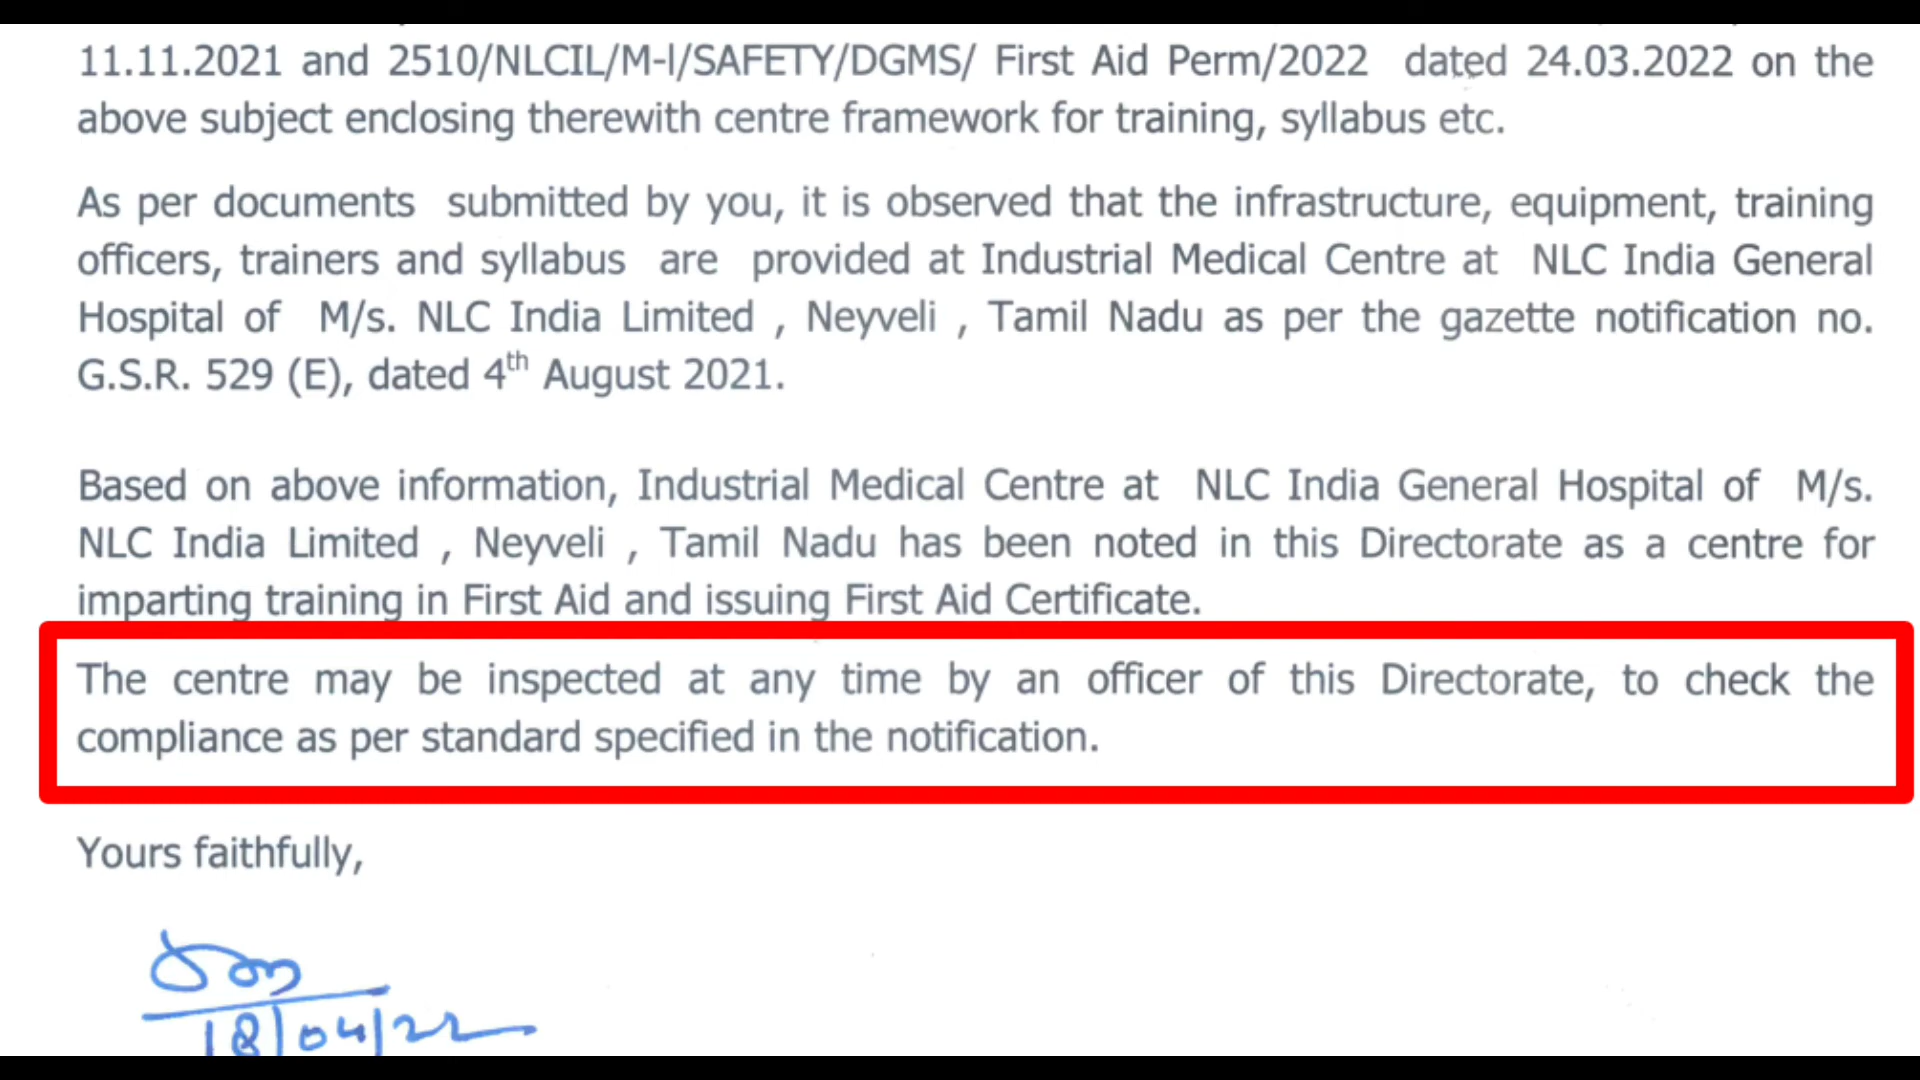 11.11.2021 and 2510/NLCIL/M-I/SAFETY/DGMS/ First Aid Perm/2022 dated 24.03.2022 on the
above subject enclosing therewith centre framework for training, syllabus etc.
As per documents submitted by you, it is observed that the infrastructure, equipment, training
officers, trainers and syllabus are provided at Industrial Medical Centre at NLC India General
Hospital of M/s. NLC India Limited , Neyveli , Tamil Nadu as per the gazette notification no.
G.S.R. 529 (E), dated 4th August 2021.
Based on above information, Industrial Medical Centre at NLC India General Hospital of M/s.
NLC India Limited , Neyveli , Tamil Nadu has been noted in this Directorate as a centre for
imparting training in First Aid and issuing First Aid Certificate.
The centre may be inspected at any time by an officer of this Directorate, to check the
compliance as per standard specified in the notification.
Yours faithfully,
18/04/22